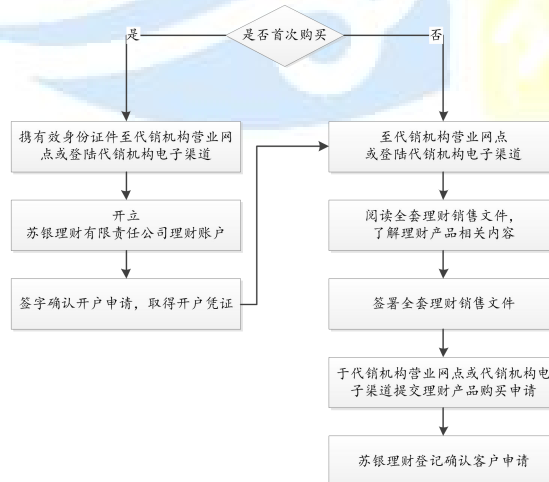 是否首次购买
是
否
携有效身份证件至代销机构营业网
点或登陆代销机构电子渠道
开立
苏银理财有限责任公司理财账户
签字确认开户申请，取得开户凭证
至代销机构营业网点
或登陆代销机构电子渠道
阅读全套理财销售文件，
了解理财产品相关内容
签署全套理财销售文件
于代销机构营业网点或代销机构电
子渠道提交理财产品购买申请
苏银理财登记确认客户申请